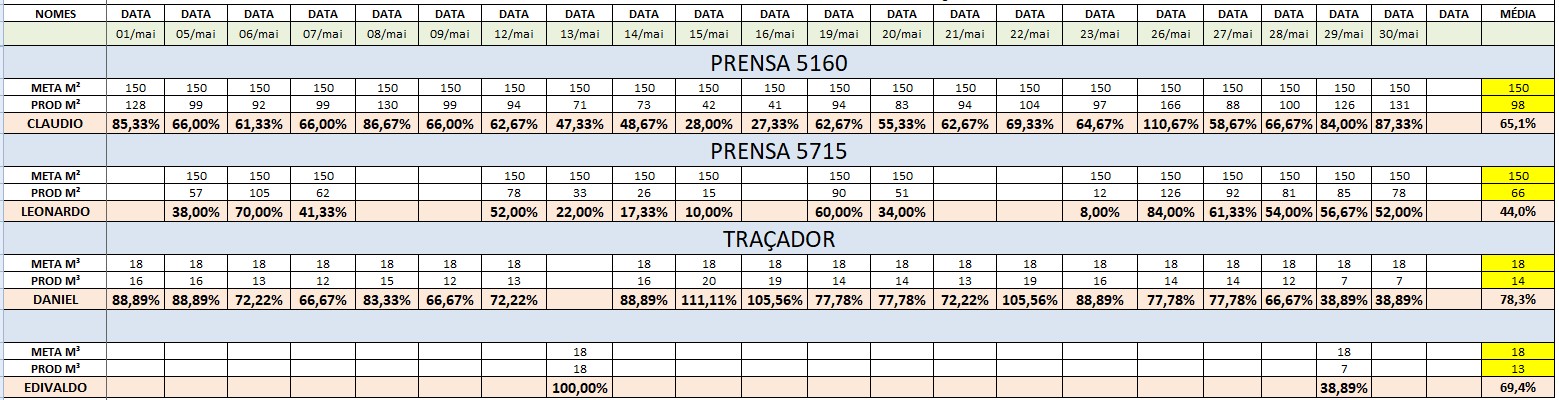 NOMES DATA DATA DATA DATA DATA DATA DATA DATA DATA DATA DATA DATA DATA DATA DATA DATA DATA DATA DATA DATA DATA DATA MÉDIA
01/mai 05/mai 06/mai 07/mai 08/mai 09/mai 12/mai 13/mai 14/mai 15/mai 16/mai 19/mai 20/mai 21/mai 22/mai 23/mai 26/mai 27/mai 28/mai 29/mai 30/mai
PRENSA 5160
META M² 150 150 150 150 150 150 150 150 150 150 150 150 150 150 150 150 150 150 150 150 150 150
PROD M² 128 99 92 99 130 99 94 71 73 42 41 94 83 94 104 97 166 88 100 126 131 98
CLAUDIO 85,33% 66,00% 61,33% 66,00% 86,67% 66,00% 62,67% 47,33% 48,67% 28,00% 27,33% 62,67% 55,33% 62,67% 69,33% 64,67% 110,67% 58,67% 66,67% 84,00% 87,33% 65,1%
PRENSA 5715
META M² 150 150 150 150 150 150 150 150 150 150 150 150 150 150 150 150
PROD M² 57 105 62 78 33 26 15 90 51 12 126 92 81 85 78 66
LEONARDO 38,00% 70,00% 41,33% 52,00% 22,00% 17,33% 10,00% 60,00% 34,00% 8,00% 84,00% 61,33% 54,00% 56,67% 52,00% 44,0%
TRAÇADOR
META M³ 18 18 18 18 18 18 18 18 18 18 18 18 18 18 18 18 18 18 18 18 18
PROD M³ 16 16 13 12 15 12 13 16 20 19 14 14 13 19 16 14 14 12 7 7 14
DANIEL 88,89% 88,89% 72,22% 66,67% 83,33% 66,67% 72,22% 88,89% 111,11% 105,56% 77,78% 77,78% 72,22% 105,56% 88,89% 77,78% 77,78% 66,67% 38,89% 38,89% 78,3%
META M³ 18 18 18
PROD M³ 18 7 13
EDIVALDO 100,00% 38,89% 69,4%